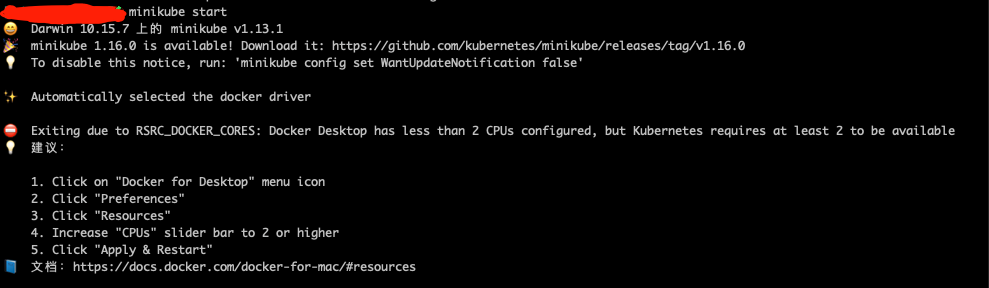 minikube start
😄 Darwin 10.15.7 上的 minikube v1.13.1
🎉 minikube 1.16.0 is available! Download it: https://github.com/kubernetes/minikube/releases/tag/v1.16.0
💡 To disable this notice, run: 'minikube config set WantUpdateNotification false'
✨ Automatically selected the docker driver
⛔ Exiting due to RSRC_DOCKER_CORES: Docker Desktop has less than 2 CPUs configured, but Kubernetes requires at least 2 to be available
💡 建议：
1. Click on "Docker for Desktop" menu icon
2. Click "Preferences"
3. Click "Resources"
4. Increase "CPUs" slider bar to 2 or higher
5. Click "Apply & Restart"
📘 文档：https://docs.docker.com/docker-for-mac/#resources